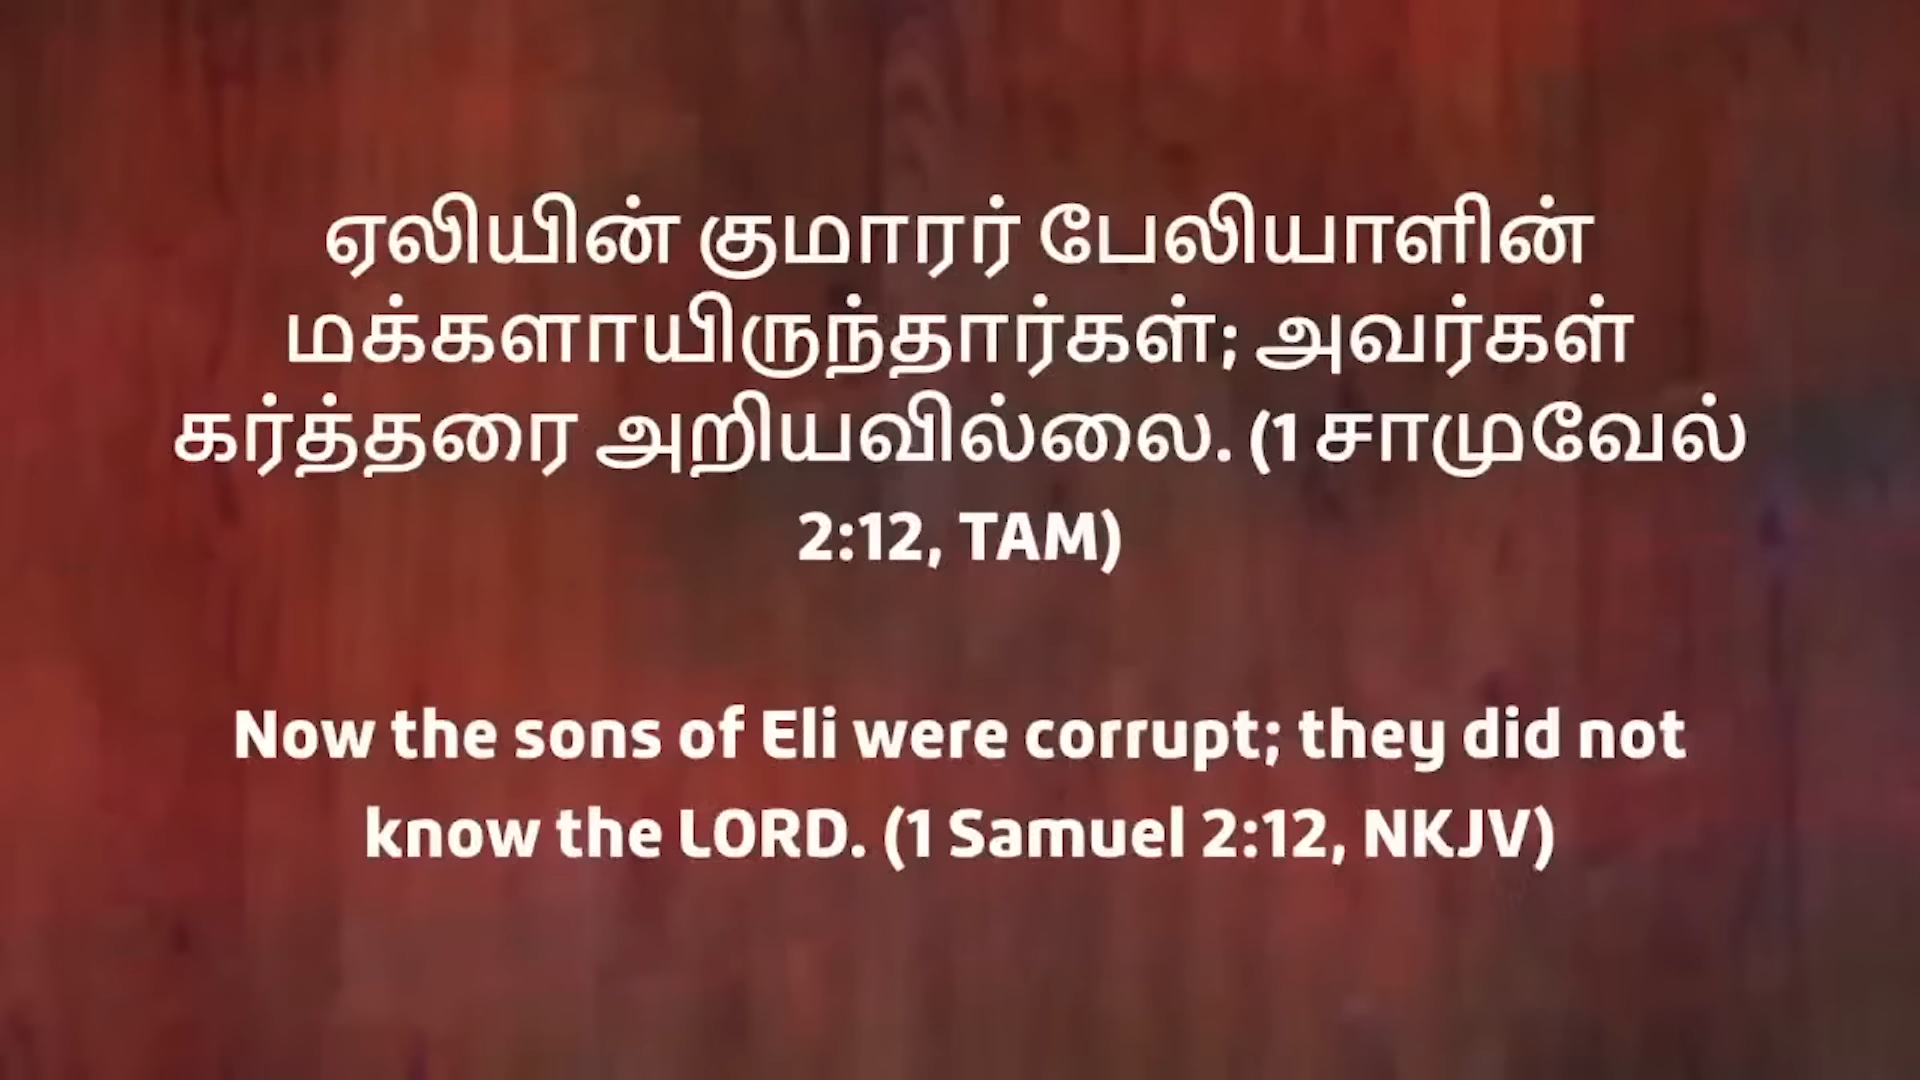 ஏலியின் குமாரர் பேலியாளின்
மக்களாயிருந்தார்கள்; அவர்கள்
கர்த்தரை அறியவில்லை. (1 சாமுவேல்
2:12, TAM)
Now the sons of Eli were corrupt; they did not
know the LORD. (1 Samuel 2:12, NKJV)